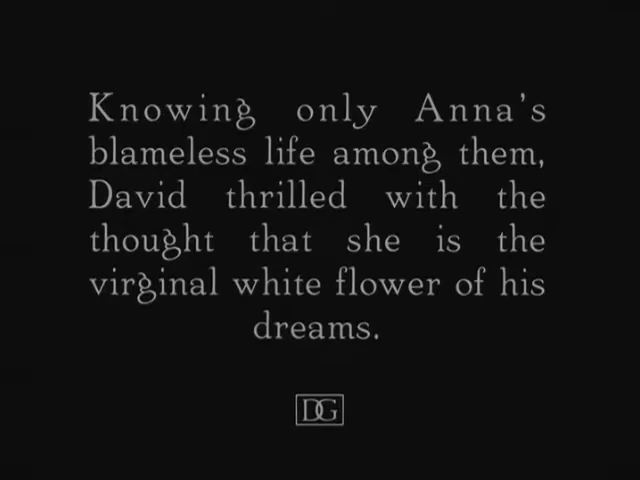 Knowing only Anna's
blameless life among them,
David thrilled with the
thought that she is the
virginal white flower of his
dreams.
DG